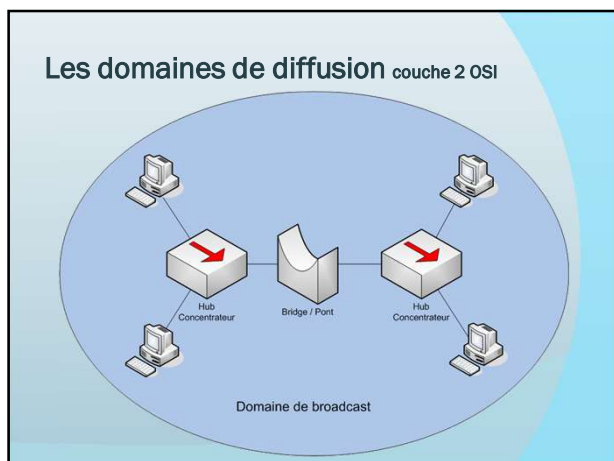 Les domaines de diffusion couche 2 OSI
Hub
Concentrateur
Bridge / Pont
Hub
Concentrateur
Domaine de broadcast